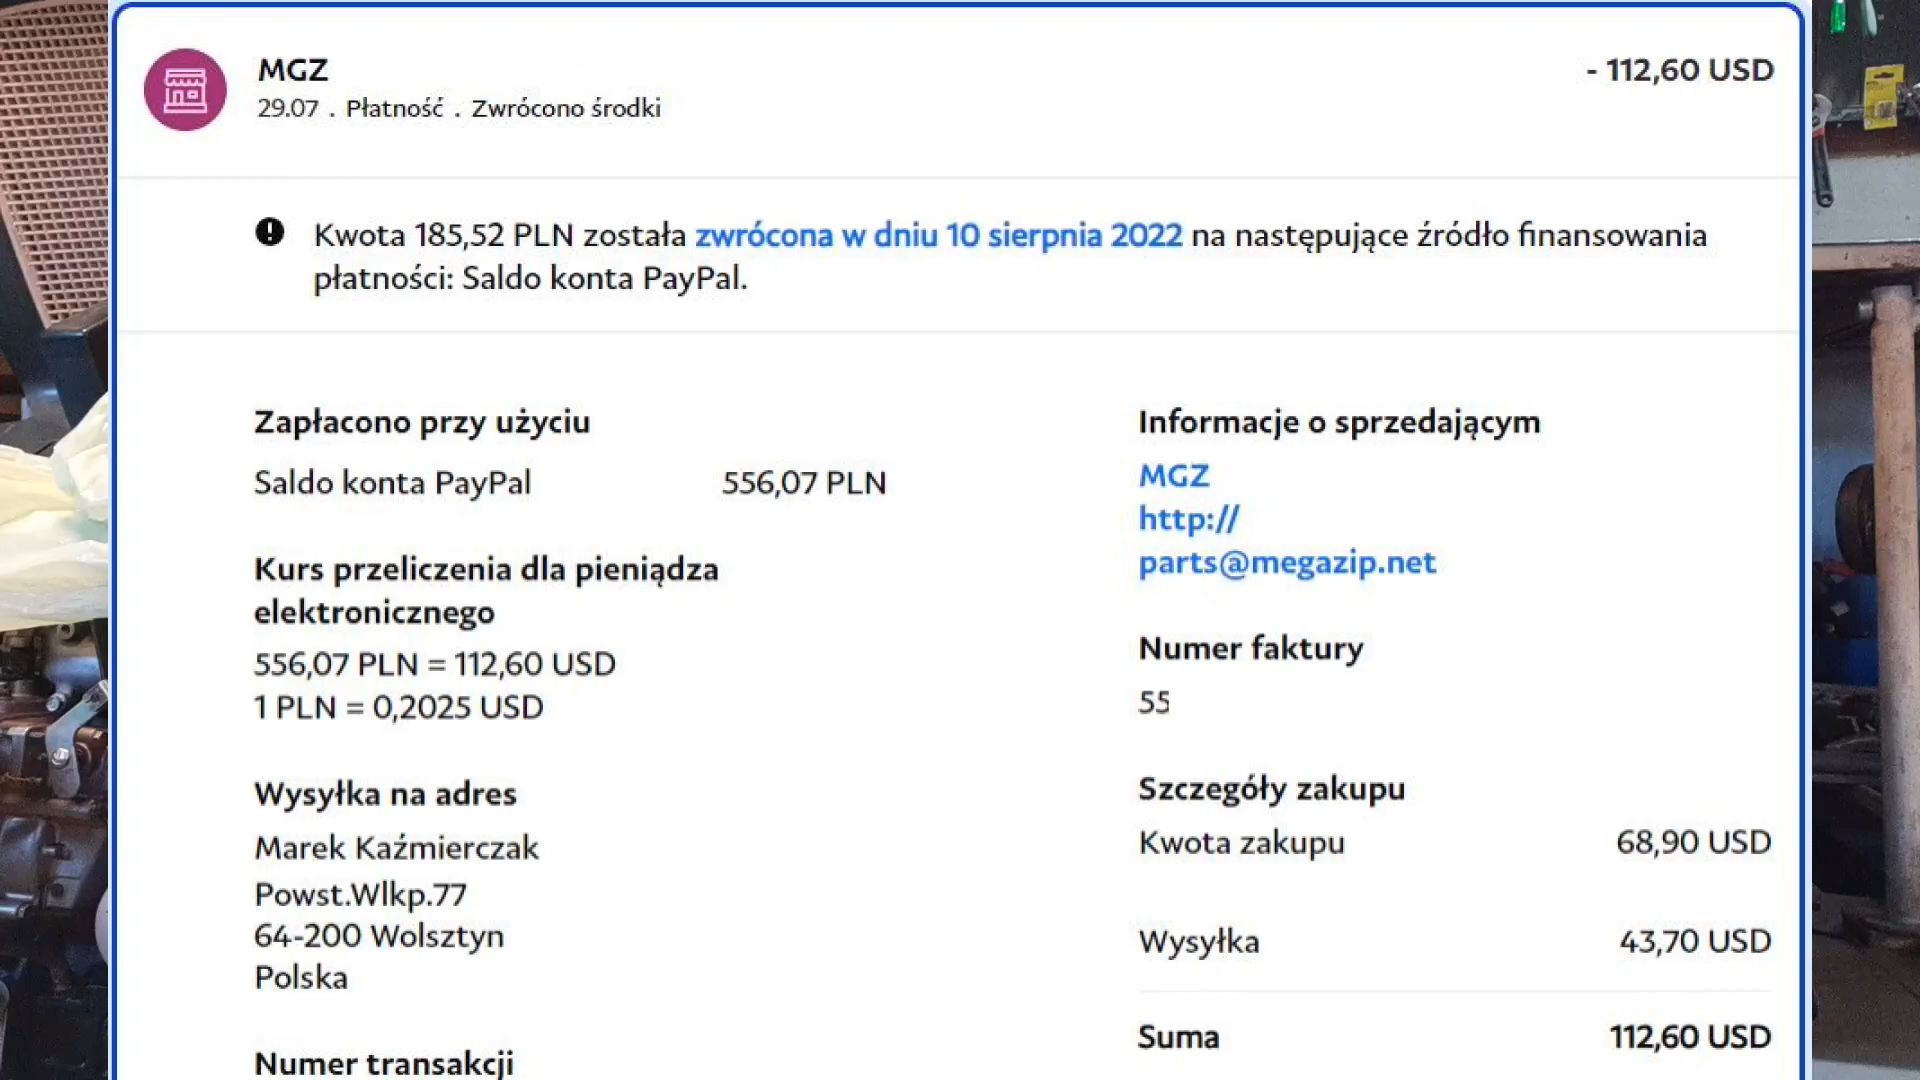 MGZ
- 112,60 USD
29.07 . Płatność . Zwrócono środki
Kwota 185,52 PLN została zwrócona w dniu 10 sierpnia 2022 na następujące źródło finansowania
płatności: Saldo konta PayPal.
Zapłacono przy użyciu
Saldo konta PayPal 556,07 PLN
Kurs przeliczenia dla pieniądza
elektronicznego
556,07 PLN = 112,60 USD
1 PLN = 0,2025 USD
Wysyłka na adres
Marek Kaźmierczak
Powst.Wlkp.77
64-200 Wolsztyn
Polska
Numer transakcji
Informacje o sprzedającym
MGZ
http://
parts@megazip.net
Numer faktury
55
Szczegóły zakupu
Kwota zakupu 68,90 USD
Wysyłka 43,70 USD
Suma 112,60 USD